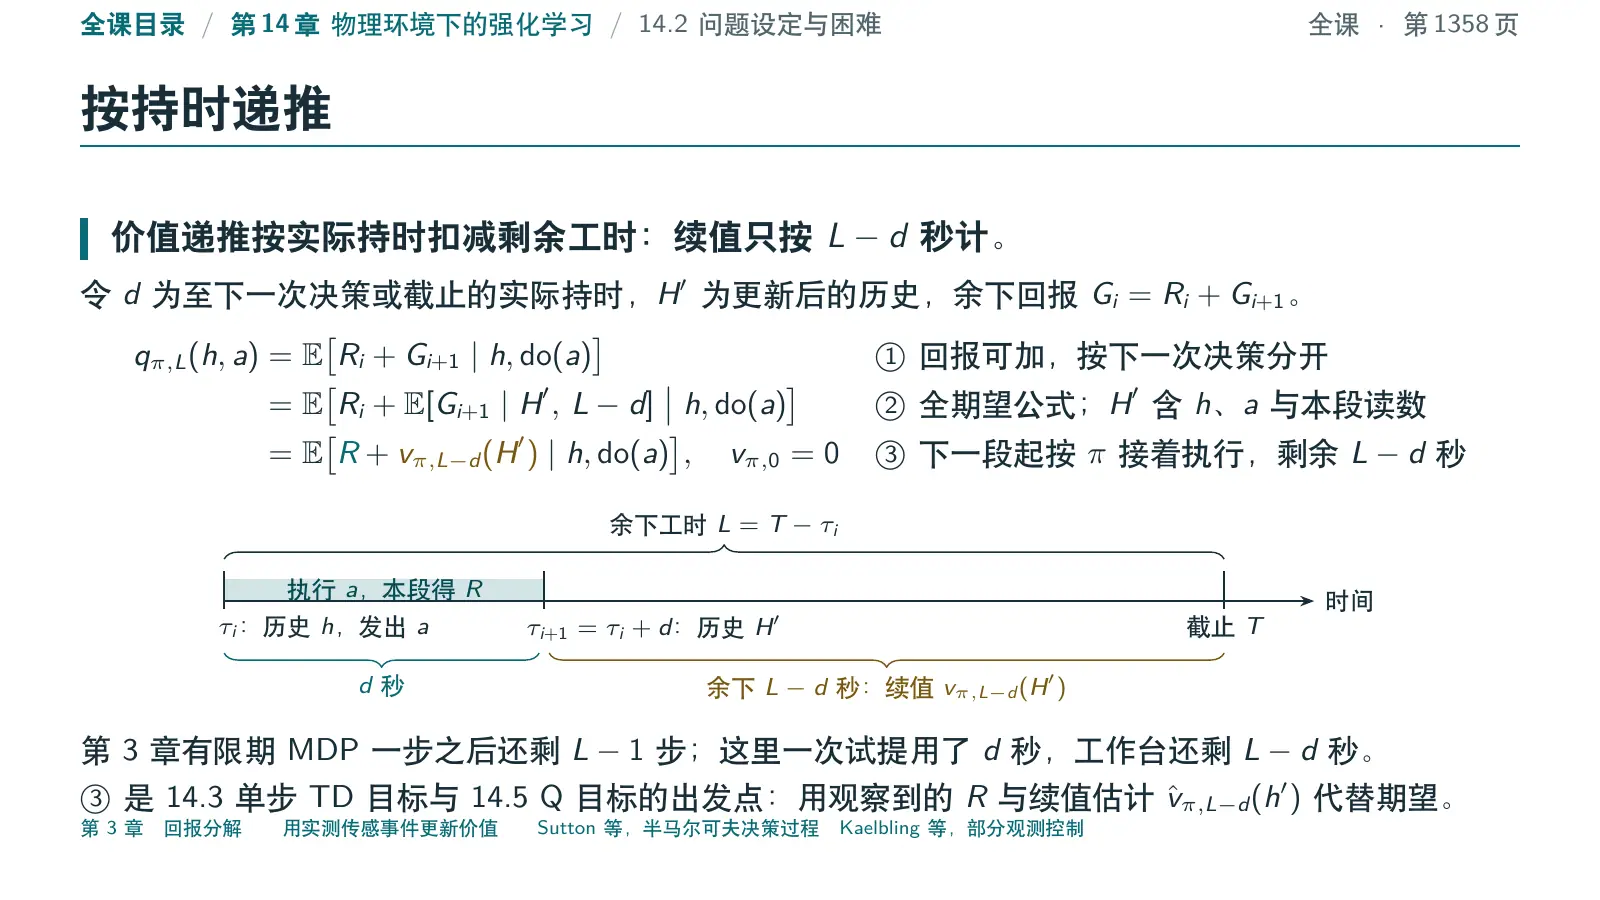 全课目录 / 第 14 章 物理环境下的强化学习 / 14.2 问题设定与困难
全课 · 第 1358 页
按持时递推
价值递推按实际持时扣减剩余工时：续值只按 L − d 秒计。
令 d 为至下一次决策或截止的实际持时，H′ 为更新后的历史，余下回报 G_i = R_i + G_{i+1}。
q_{π,L}(h, a) = 𝔼[R_i + G_{i+1} | h, do(a)] ① 回报可加，按下一次决策分开
= 𝔼[R_i + 𝔼[G_{i+1} | H′, L − d] | h, do(a)] ② 全期望公式；H′ 含 h、a 与本段读数
= 𝔼[R + v_{π,L−d}(H′) | h, do(a)], v_{π,0} = 0 ③ 下一段起按 π 接着执行，剩余 L − d 秒
余下工时 L = T − τ_i
执行 a，本段得 R
时间
τ_i：历史 h，发出 a
τ_{i+1} = τ_i + d：历史 H′
截止 T
d 秒
余下 L − d 秒：续值 v_{π,L−d}(H′)
第 3 章有限期 MDP 一步之后还剩 L − 1 步；这里一次试提用了 d 秒，工作台还剩 L − d 秒。
③ 是 14.3 单步 TD 目标与 14.5 Q 目标的出发点：用观察到的 R 与续值估计 v̂_{π,L−d}(h′) 代替期望。
第 3 章 回报分解 用实测传感事件更新价值 Sutton 等，半马尔可夫决策过程 Kaelbling 等，部分观测控制